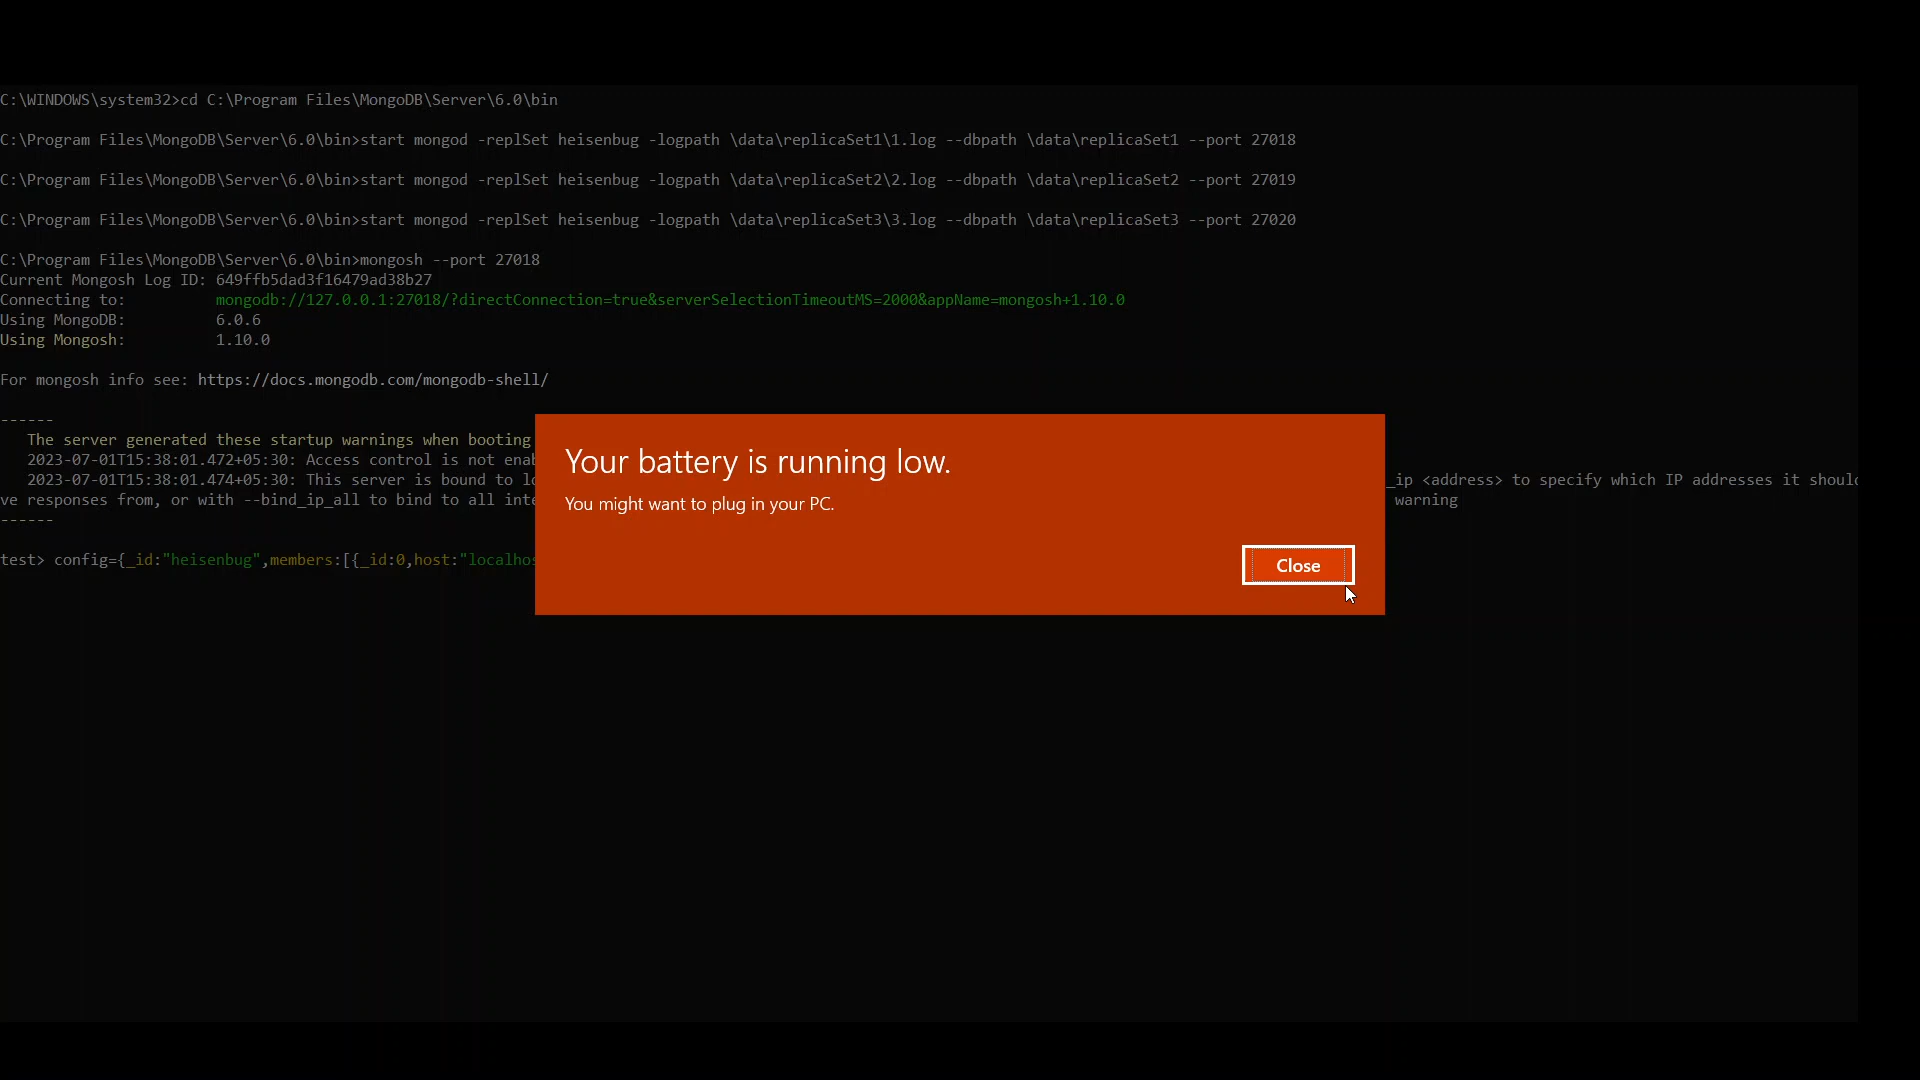 C:\WINDOWS\system32>cd C:\Program Files\MongoDB\Server\6.0\bin
C:\Program Files\MongoDB\Server\6.0\bin>start mongod -replSet heisenbug -logpath \data\replicaSet1\1.log --dbpath \data\replicaSet1 --port 27018
C:\Program Files\MongoDB\Server\6.0\bin>start mongod -replSet heisenbug -logpath \data\replicaSet2\2.log --dbpath \data\replicaSet2 --port 27019
C:\Program Files\MongoDB\Server\6.0\bin>start mongod -replSet heisenbug -logpath \data\replicaSet3\3.log --dbpath \data\replicaSet3 --port 27020
C:\Program Files\MongoDB\Server\6.0\bin>mongosh --port 27018
Current Mongosh Log ID: 649ffb5dad3f16479ad38b27
Connecting to: mongodb://127.0.0.1:27018/?directConnection=true&serverSelectionTimeoutMS=2000&appName=mongosh+1.10.0
Using MongoDB: 6.0.6
Using Mongosh: 1.10.0
For mongosh info see: https://docs.mongodb.com/mongodb-shell/
------
The server generated these startup warnings when booting
2023-07-01T15:38:01.472+05:30: Access control is not enab
2023-07-01T15:38:01.474+05:30: This server is bound to lo _ip <address> to specify which IP addresses it should
ve responses from, or with --bind_ip_all to bind to all inte warning
------
test> config={_id:"heisenbug",members:[{_id:0,host:"localhos
Your battery is running low.
You might want to plug in your PC.
Close